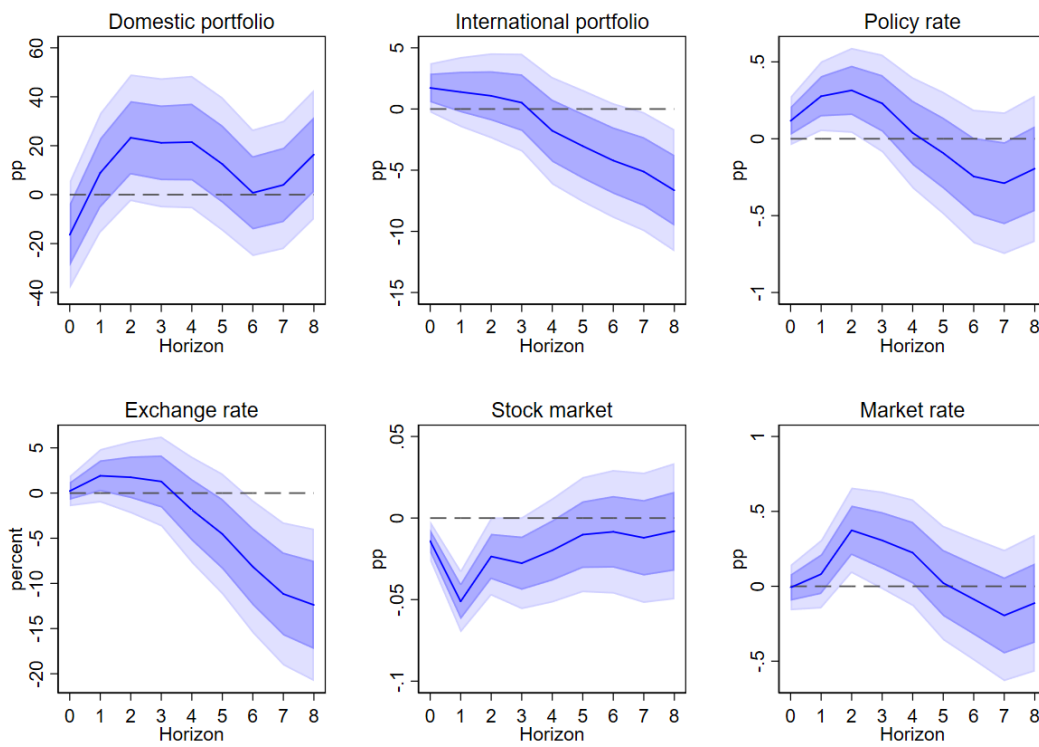 Domestic portfolio
60
40
20
0
-20
-40
pp
0 1 2 3 4 5 6 7 8
Horizon
International portfolio
5
0
-5
-10
-15
pp
0 1 2 3 4 5 6 7 8
Horizon
Policy rate
.5
0
-.5
-1
pp
0 1 2 3 4 5 6 7 8
Horizon
Exchange rate
5
0
-5
-10
-15
-20
percent
0 1 2 3 4 5 6 7 8
Horizon
Stock market
.05
0
-.05
-.1
pp
0 1 2 3 4 5 6 7 8
Horizon
Market rate
1
.5
0
-.5
pp
0 1 2 3 4 5 6 7 8
Horizon